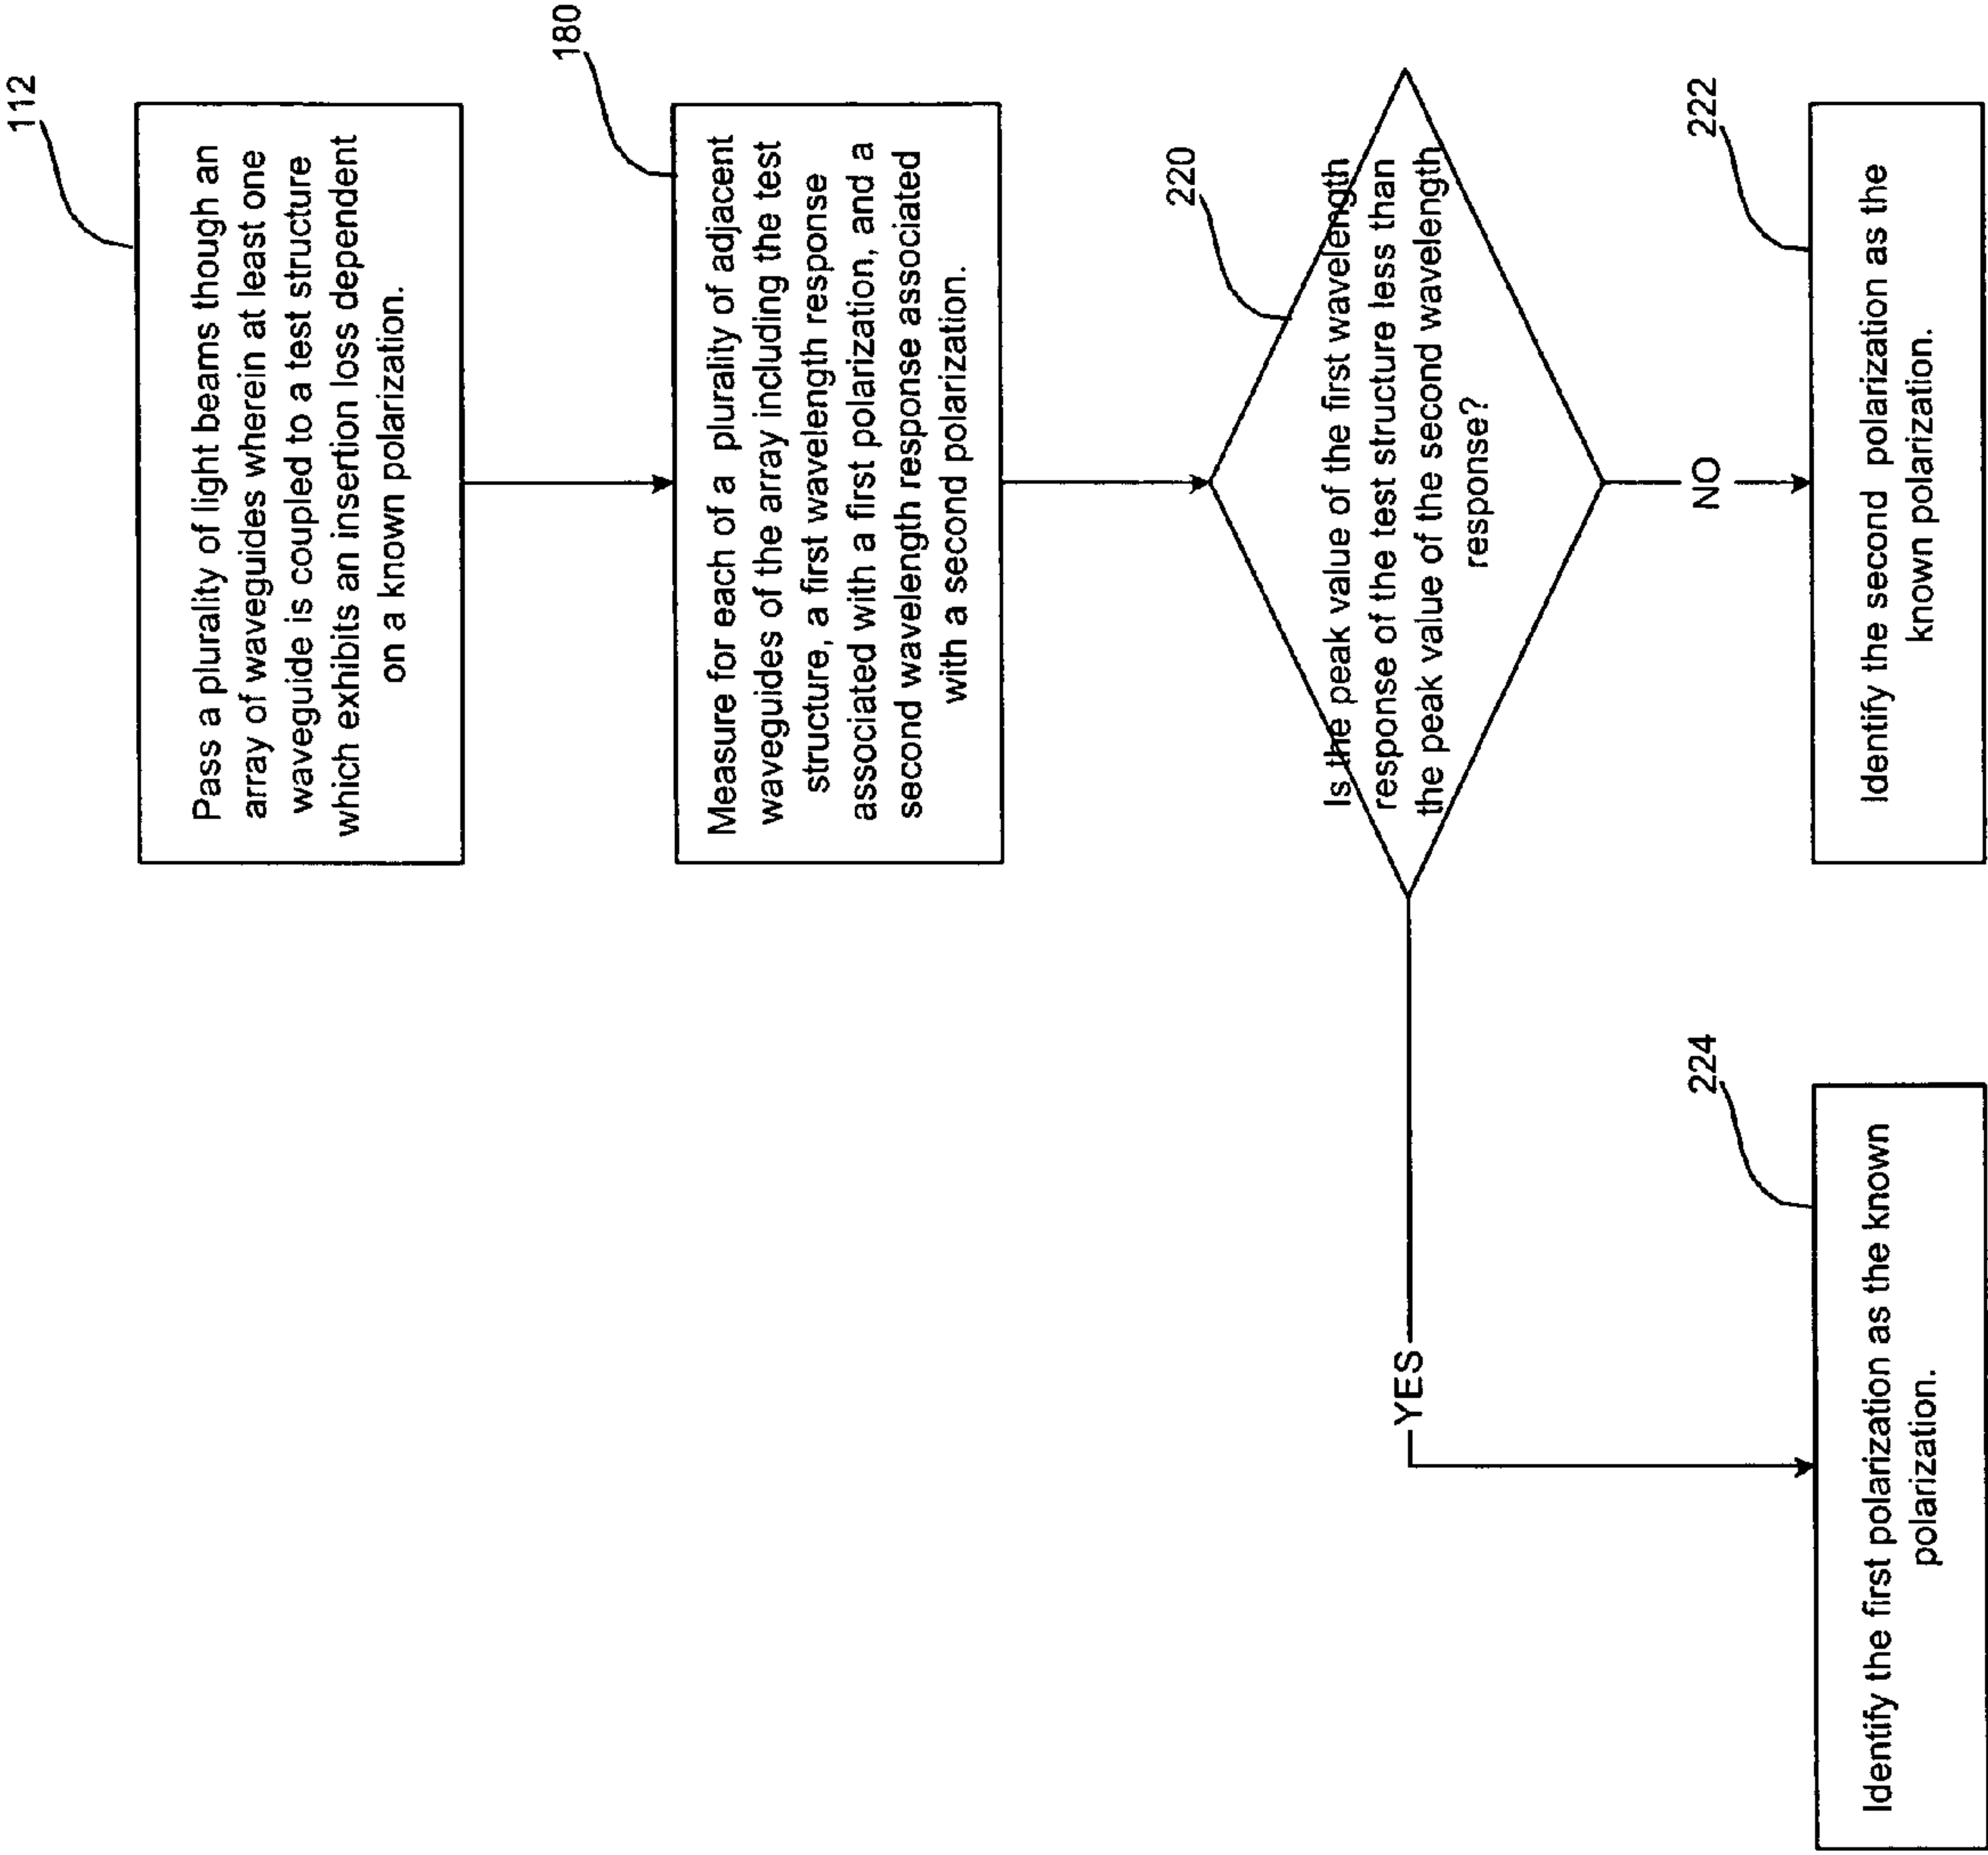 112
Pass a plurality of light beams though an
array of waveguides wherein at least one
waveguide is coupled to a test structure
which exhibits an insertion loss dependent
on a known polarization.
180
Measure for each of a plurality of adjacent
waveguides of the array including the test
structure, a first wavelength response
associated with a first polarization, and a
second wavelength response associated
with a second polarization.
220
Is the peak value of the first wavelength
response of the test structure less than
the peak value of the second wavelength
response?
YES
NO
224
Identify the first polarization as the known
polarization.
222
Identify the second polarization as the
known polarization.